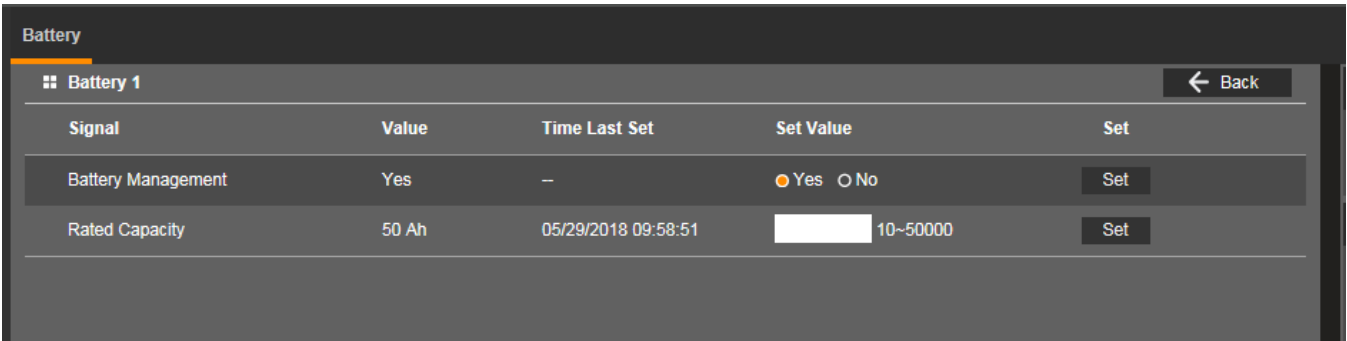 Battery
Battery 1 Back
Signal Value Time Last Set Set Value Set
Battery Management Yes -- Yes No Set
Rated Capacity 50 Ah 05/29/2018 09:58:51 10~50000 Set